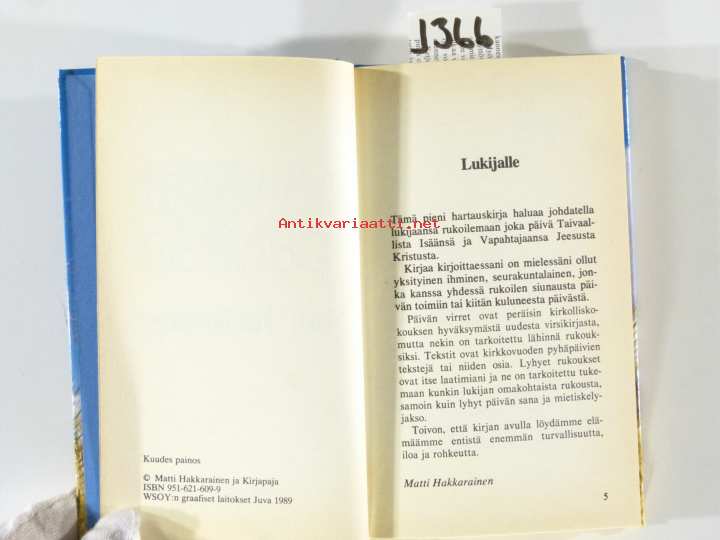 J366
Kuudes painos
© Matti Hakkarainen ja Kirjapaja
ISBN 951-621-609-9
WSOY:n graafiset laitokset Juva 1989
Lukijalle
Tämä pieni hartauskirja haluaa johdatella
lukijaansa rukoilemaan joka päivä Taivaal-
lista Isäänsä ja Vapahtajaansa Jeesusta
Kristusta.
Kirjaa kirjoittaessani on mielessäni ollut
yksityinen ihminen, seurakuntalainen, jon-
ka kanssa yhdessä rukoilen siunausta päi-
vän toimiin tai kiitän kuluneesta päivästä.
Päivän virret ovat peräisin kirkollisko-
kouksen hyväksymästä uudesta virsikirjasta,
mutta nekin on tarkoitettu lähinnä rukouk-
siksi. Tekstit ovat kirkkovuoden pyhäpäivien
tekstejä tai niiden osia. Lyhyet rukoukset
ovat itse laatimiani ja ne on tarkoitettu tuke-
maan kunkin lukijan omakohtaista rukousta,
samoin kuin lyhyt päivän sana ja mietiskely-
jakso.
Toivon, että kirjan avulla löydämme elä-
määmme entistä enemmän turvallisuutta,
iloa ja rohkeutta.
Matti Hakkarainen
5
Antikvariaatti.net